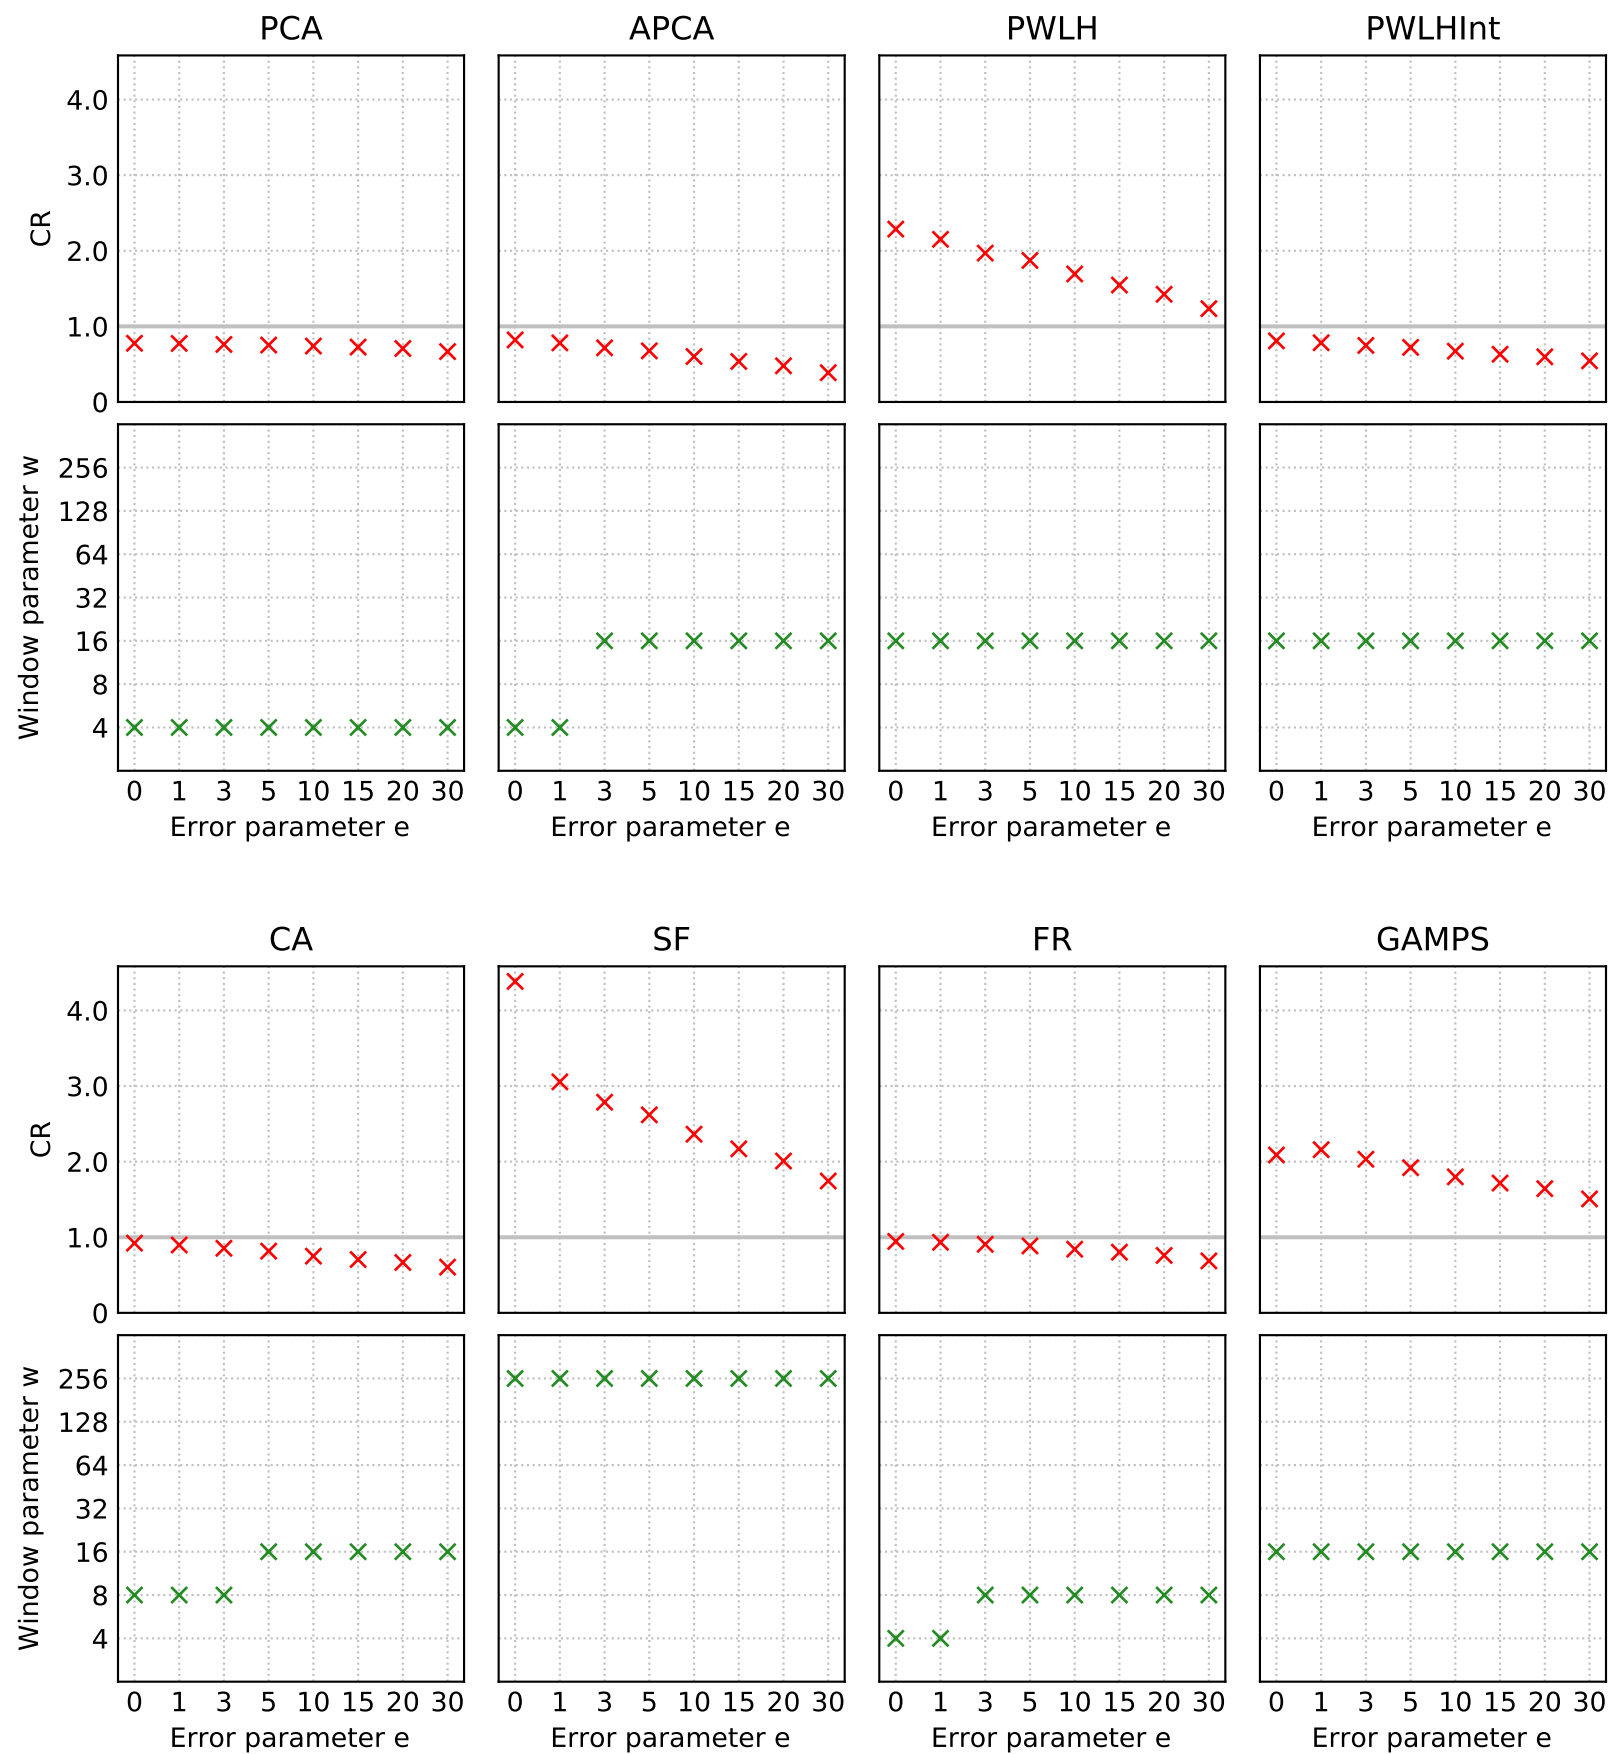 PCA APCA PWLH PWLHInt
4.0
3.0
CR
2.0
1.0
0
Window parameter w
256
128
64
32
16
8
4
0 1 3 5 10 15 20 30 0 1 3 5 10 15 20 30 0 1 3 5 10 15 20 30 0 1 3 5 10 15 20 30
Error parameter e Error parameter e Error parameter e Error parameter e
CA SF FR GAMPS
4.0
3.0
CR
2.0
1.0
0
Window parameter w
256
128
64
32
16
8
4
0 1 3 5 10 15 20 30 0 1 3 5 10 15 20 30 0 1 3 5 10 15 20 30 0 1 3 5 10 15 20 30
Error parameter e Error parameter e Error parameter e Error parameter e